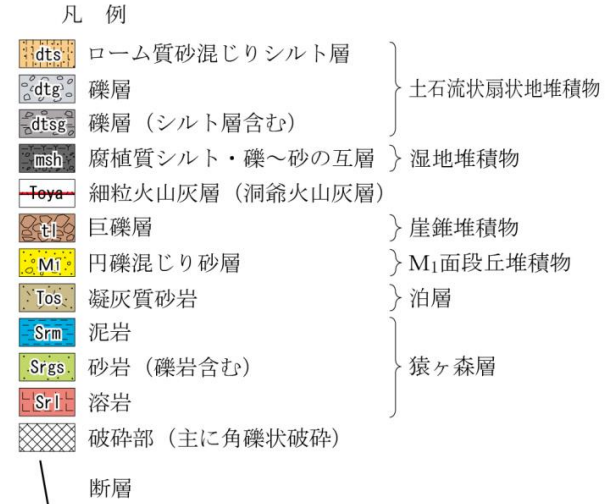 凡 例
dts ローム質砂混じりシルト層
dtg 礫層 土石流状扇状地堆積物
dtsg 礫層（シルト層含む）
msh 腐植質シルト・礫～砂の互層 湿地堆積物
Toya 細粒火山灰層（洞爺火山灰層）
tl 巨礫層 崖錐堆積物
M1 円礫混じり砂層 M1面段丘堆積物
Tos 凝灰質砂岩 泊層
Srm 泥岩
Srgs 砂岩（礫岩含む） 猿ヶ森層
Srl 溶岩
破砕部（主に角礫状破砕）
断層